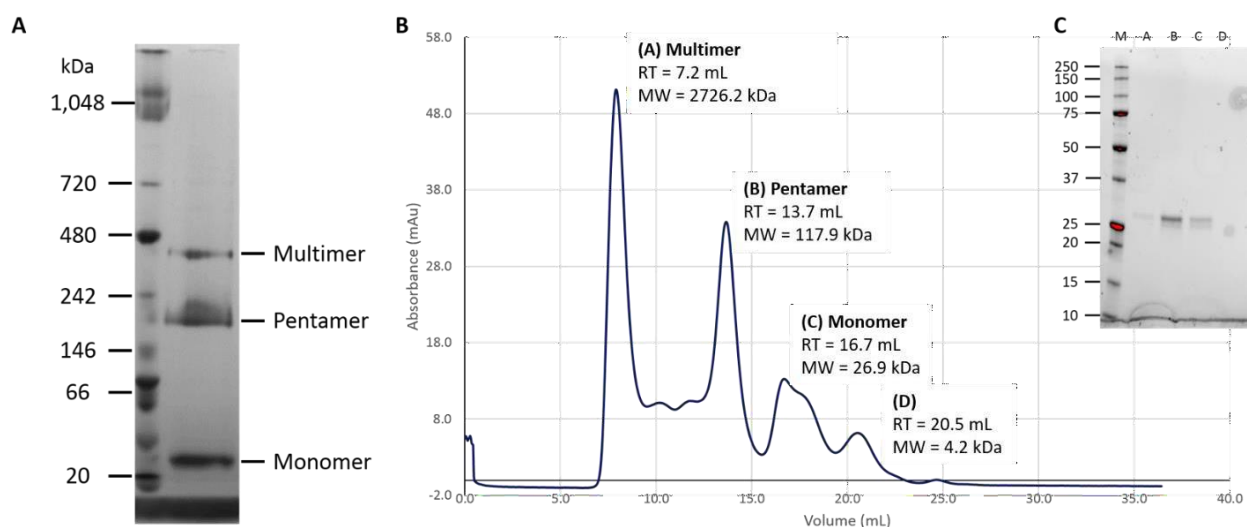 A
kDa
1,048
720
480
242
146
66
20
Multimer
Pentamer
Monomer
B
58.0
48.0
38.0
28.0
18.0
8.0
-2.0
Absorbance (mAu)
0.0 5.0 10.0 15.0 20.0 25.0 30.0 35.0 40.0
Volume (mL)
(A) Multimer
RT = 7.2 mL
MW = 2726.2 kDa
(B) Pentamer
RT = 13.7 mL
MW = 117.9 kDa
(C) Monomer
RT = 16.7 mL
MW = 26.9 kDa
(D)
RT = 20.5 mL
MW = 4.2 kDa
C
M A B C D
250
150
100
75
50
37
25
20
15
10